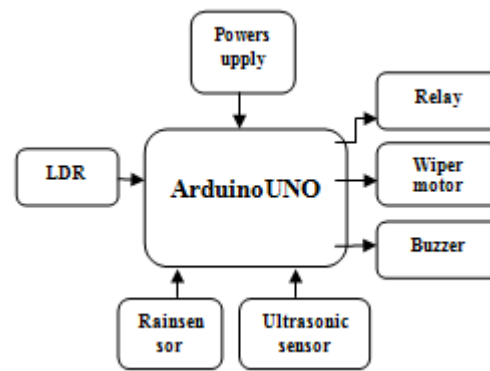 Powers
upply
Relay
LDR
ArduinoUNO
Wiper
motor
Buzzer
Rainsen
sor
Ultrasonic
sensor